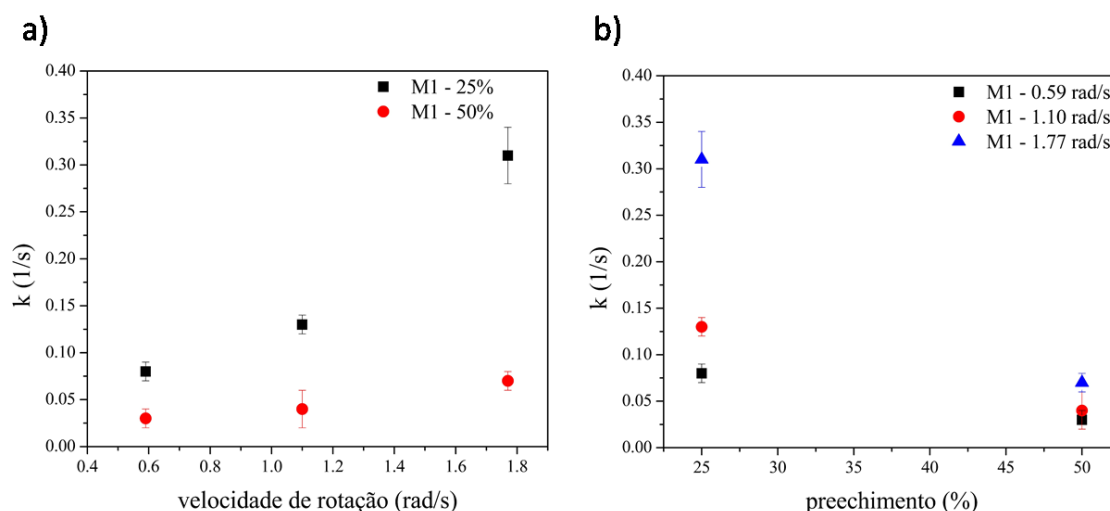 a)
M1 - 25%
M1 - 50%
0.40
0.35
0.30
0.25
0.20
0.15
0.10
0.05
0.00
k (1/s)
0.4 0.6 0.8 1.0 1.2 1.4 1.6 1.8
velocidade de rotação (rad/s)
b)
M1 - 0.59 rad/s
M1 - 1.10 rad/s
M1 - 1.77 rad/s
0.40
0.35
0.30
0.25
0.20
0.15
0.10
0.05
0.00
k (1/s)
25 30 35 40 45 50
preechimento (%)